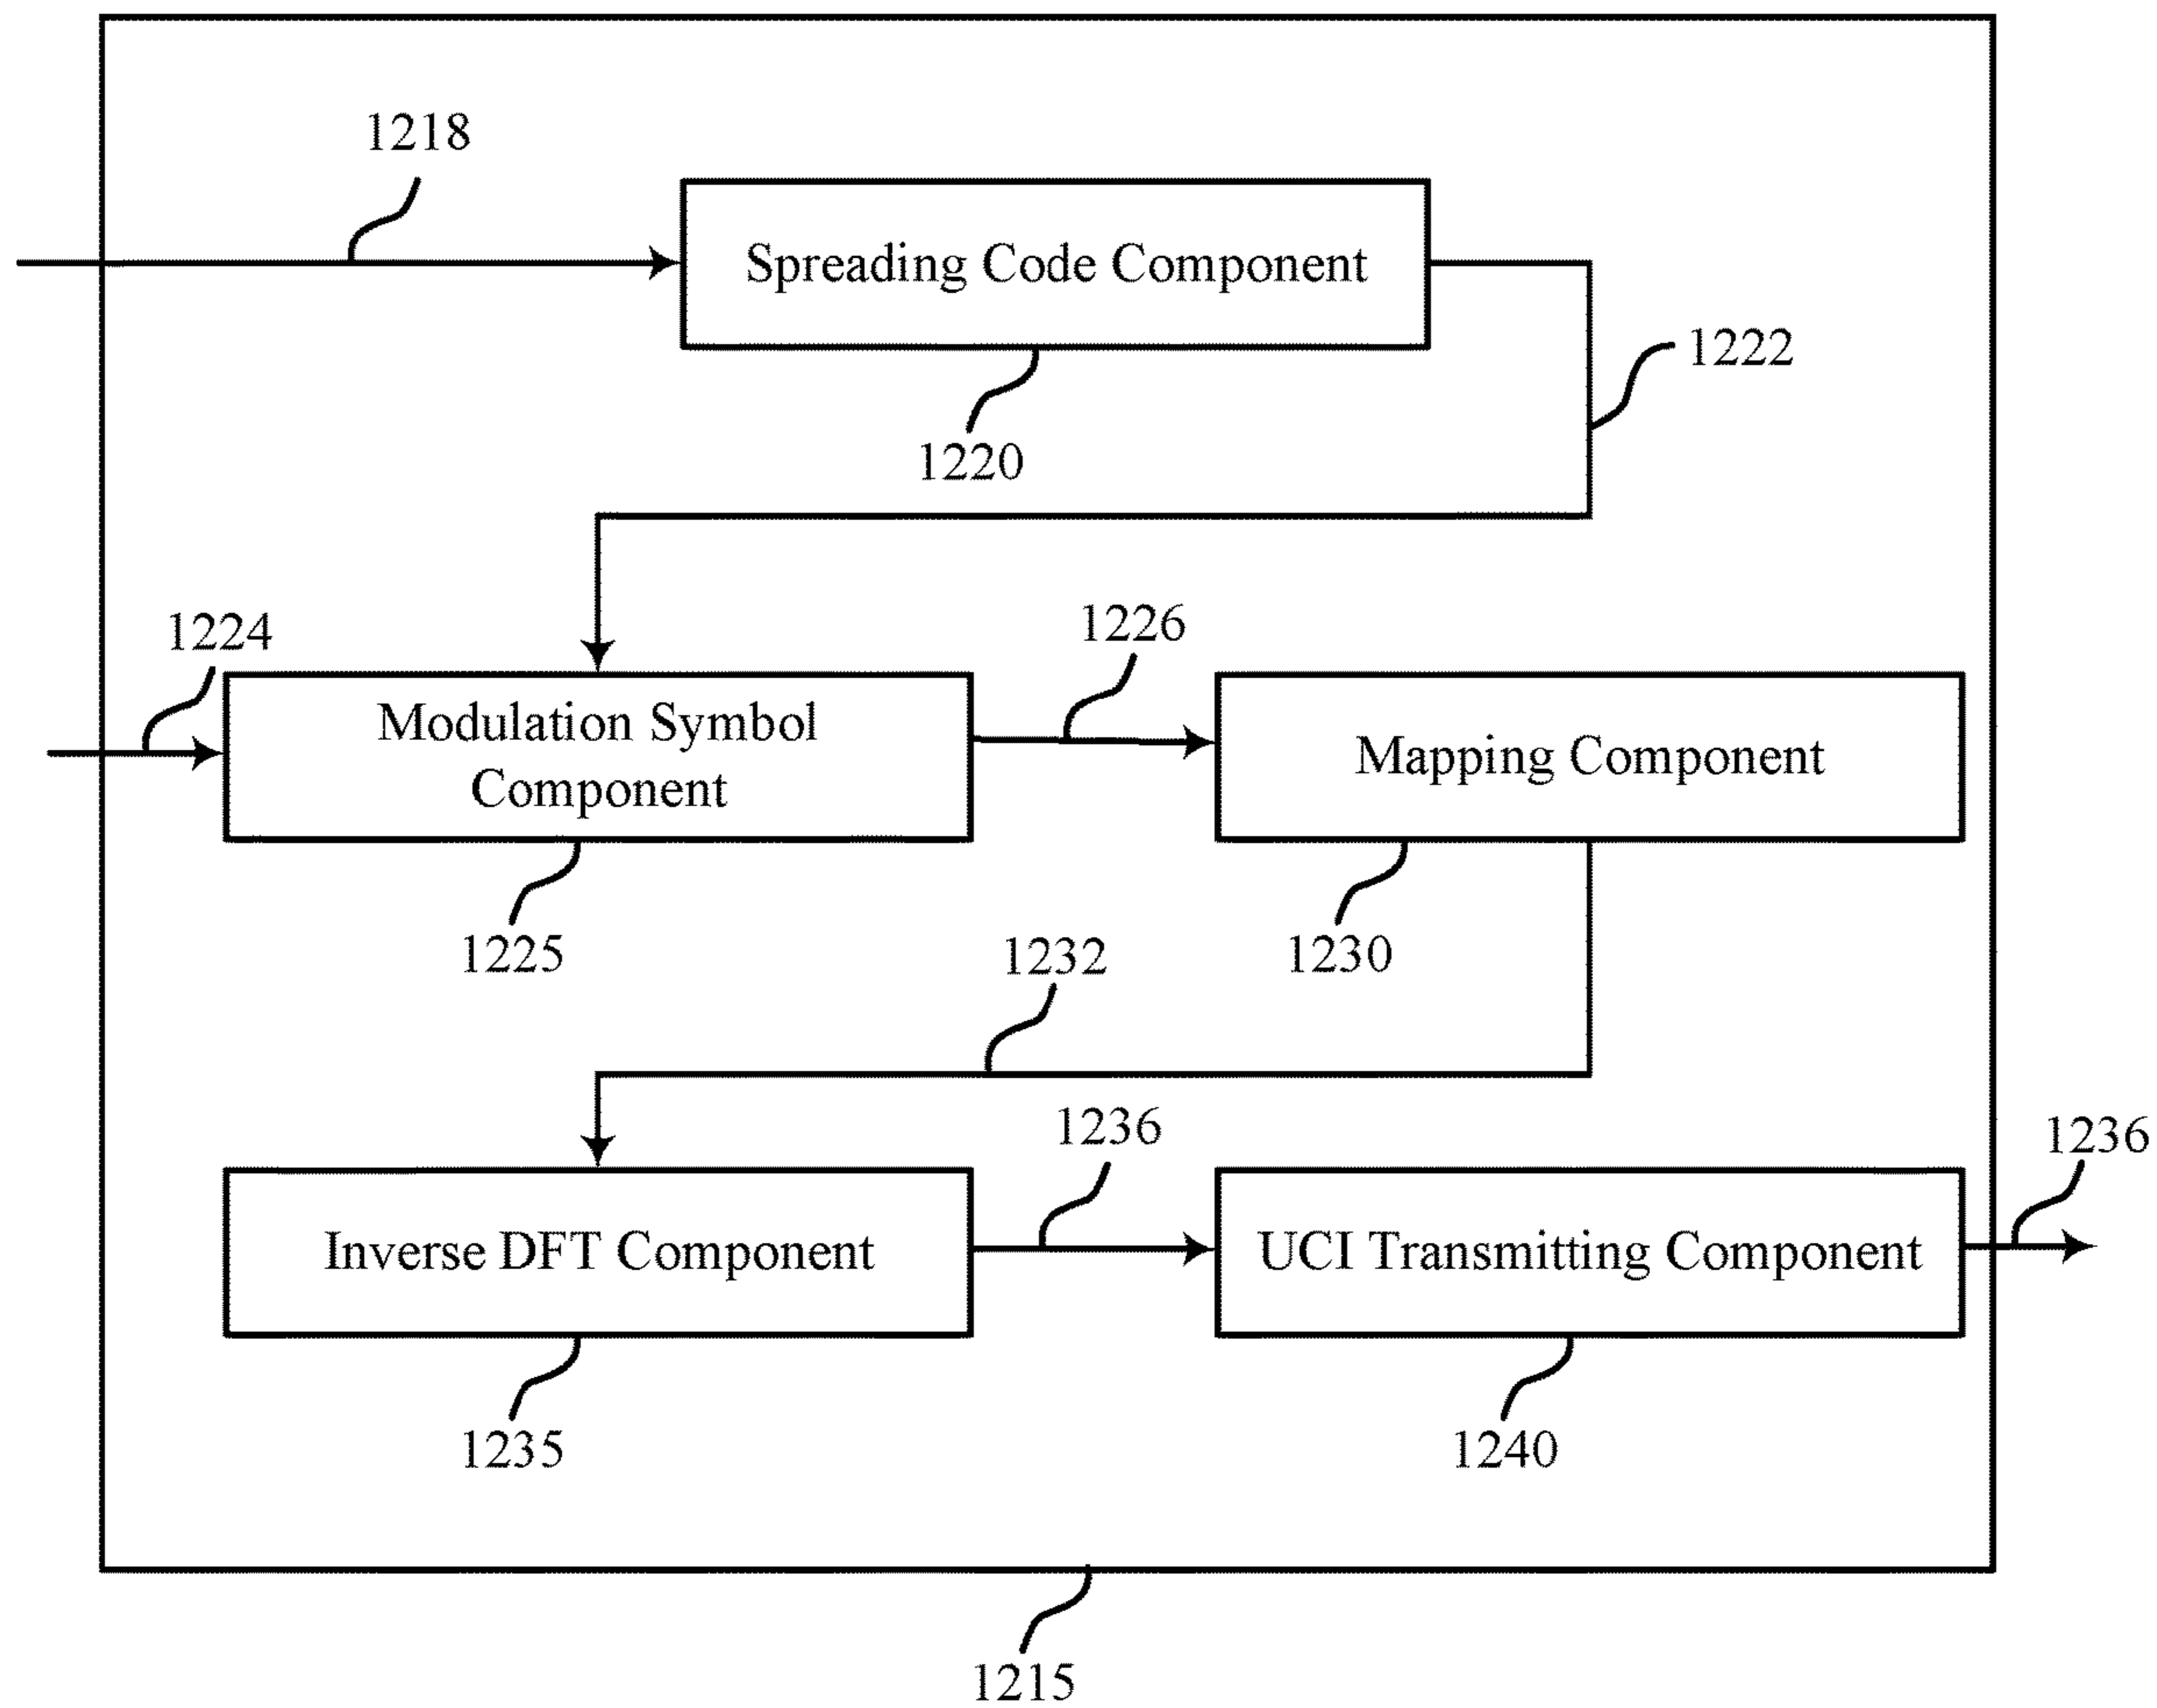 1218
Spreading Code Component
1222
1220
1224
1226
Modulation Symbol
Component
Mapping Component
1225
1232
1230
1236
1236
Inverse DFT Component
UCI Transmitting Component
1235
1240
1215